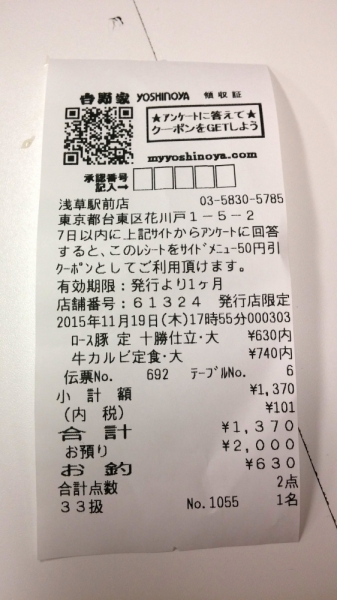 吉野家 YOSHINOYA 領収証
★アンケートに答えて★
クーポンをGETしよう
myyoshinoya.com
承認番号
記入→
浅草駅前店 03-5830-5785
東京都台東区花川戸1-5-2
7日以内に上記サイトからアンケートに回答
すると、このレシートをサイドメニュー50円引
クーポンとしてご利用頂けます。
有効期限:発行より1ヶ月
店舗番号:61324 発行店限定
2015年11月19日(木)17時55分000303
ロース豚 定 十勝仕立・大 ¥630内
牛カルビ定食・大 ¥740内
伝票No. 692 テーブルNo. 6
小計額 ¥1,370
(内 税) ¥101
合計 ¥1,370
お預り ¥2,000
お釣 ¥630
合計点数 2点
33扱 No.1055 1名